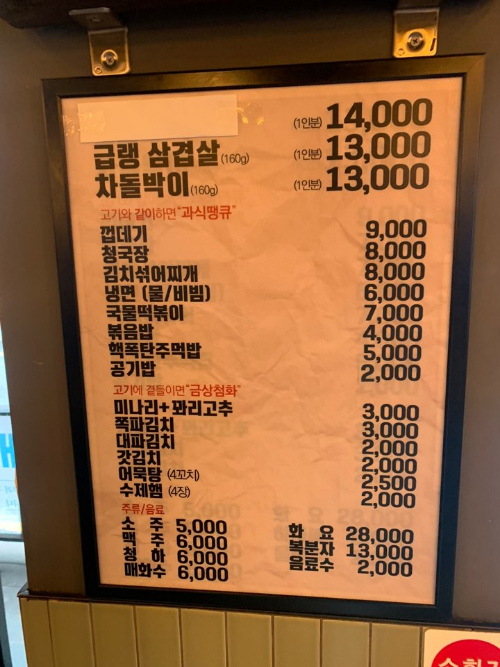 (1인분) 14,000
급랭 삼겹살 (160g) (1인분) 13,000
차돌박이 (160g) (1인분) 13,000
고기와 같이하면 "과식땡큐"
껍데기 9,000
청국장 8,000
김치섞어찌개 8,000
냉면 (물/비빔) 6,000
국물떡볶이 7,000
볶음밥 4,000
핵폭탄주먹밥 5,000
공기밥 2,000
고기에 곁들이면 "금상첨화"
미나리+꽈리고추 3,000
쪽파김치 3,000
대파김치 2,000
갓김치 2,000
어묵탕 (4꼬치) 2,500
수제햄 (4장) 2,000
주류/음료
소 주 5,000 화 요 28,000
맥 주 6,000 복분자 13,000
청 하 6,000 음료수 2,000
매화수 6,000